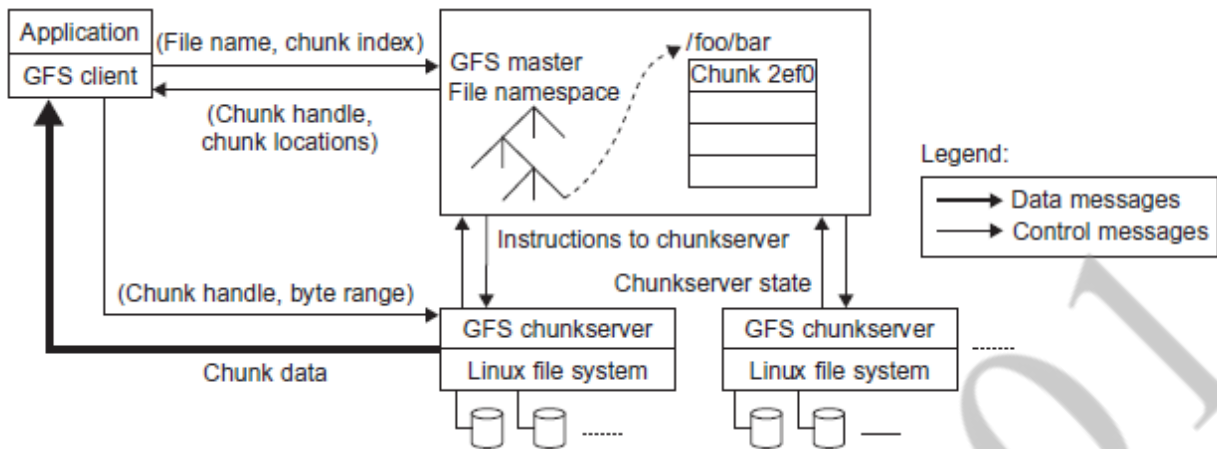 Application
GFS client
(File name, chunk index)
(Chunk handle,
chunk locations)
GFS master
File namespace
/foo/bar
Chunk 2ef0
Legend:
Data messages
Control messages
Instructions to chunkserver
Chunkserver state
(Chunk handle, byte range)
Chunk data
GFS chunkserver
Linux file system
GFS chunkserver
Linux file system